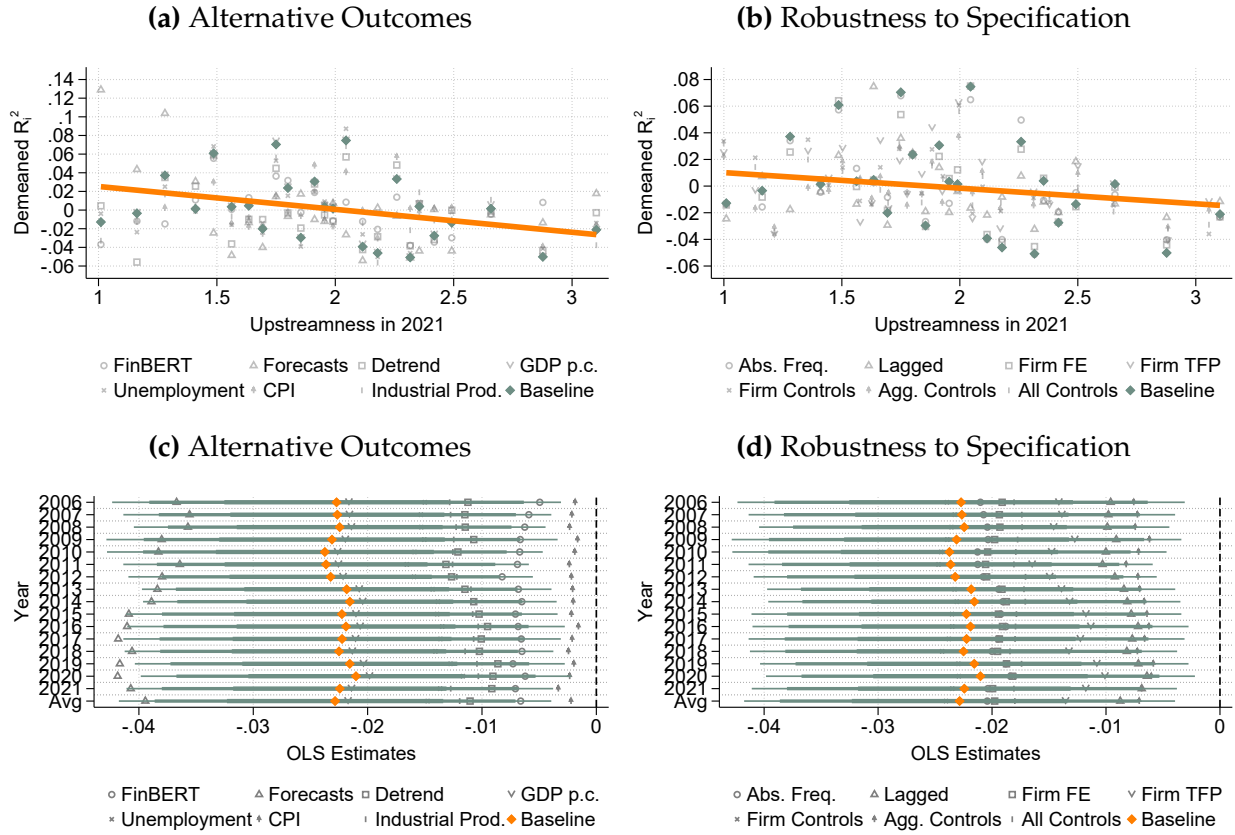 (a) Alternative Outcomes
Demeaned R_i^2
.14
.12
.1
.08
.06
.04
.02
0
-.02
-.04
-.06
1 1.5 2 2.5 3
Upstreamness in 2021
FinBERT Forecasts Detrend GDP p.c.
Unemployment CPI Industrial Prod. Baseline
(b) Robustness to Specification
Demeaned R_i^2
.08
.06
.04
.02
0
-.02
-.04
-.06
1 1.5 2 2.5 3
Upstreamness in 2021
Abs. Freq. Lagged Firm FE Firm TFP
Firm Controls Agg. Controls All Controls Baseline
(c) Alternative Outcomes
Year
2006
2007
2008
2009
2010
2011
2012
2013
2014
2015
2016
2017
2018
2019
2020
2021
Avg
-.04 -.03 -.02 -.01 0
OLS Estimates
FinBERT Forecasts Detrend GDP p.c.
Unemployment CPI Industrial Prod. Baseline
(d) Robustness to Specification
Year
2006
2007
2008
2009
2010
2011
2012
2013
2014
2015
2016
2017
2018
2019
2020
2021
Avg
-.04 -.03 -.02 -.01 0
OLS Estimates
Abs. Freq. Lagged Firm FE Firm TFP
Firm Controls Agg. Controls All Controls Baseline